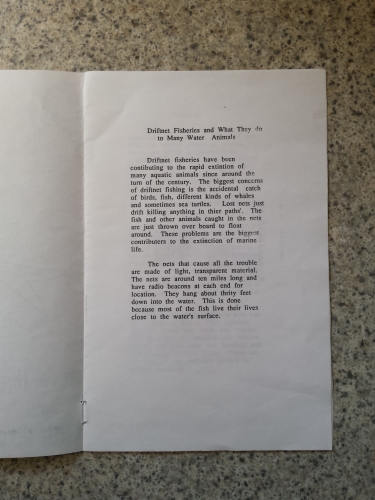 Driftnet Fisheries and What They do
to Many Water Animals
Driftnet fisheries have been
contibuting to the rapid extintion of
many aquatic animals since around the
turn of the century. The biggest concerns
of driftnet fishing is the accidental catch
of birds, fish, different kinds of whales
and sometimes sea turtles. Lost nets just
drift killing anything in thier paths'. The
fish and other animals caught in the nets
are just thrown over board to float
around. These problems are the biggest
contributers to the extinction of marine
life.
The nets that cause all the trouble
are made of light, transparent material.
The nets are around ten miles long and
have radio beacons at each end for
location. They hang about thrity feet
down into the water. This is done
because most of the fish live their lives
close to the water's surface.